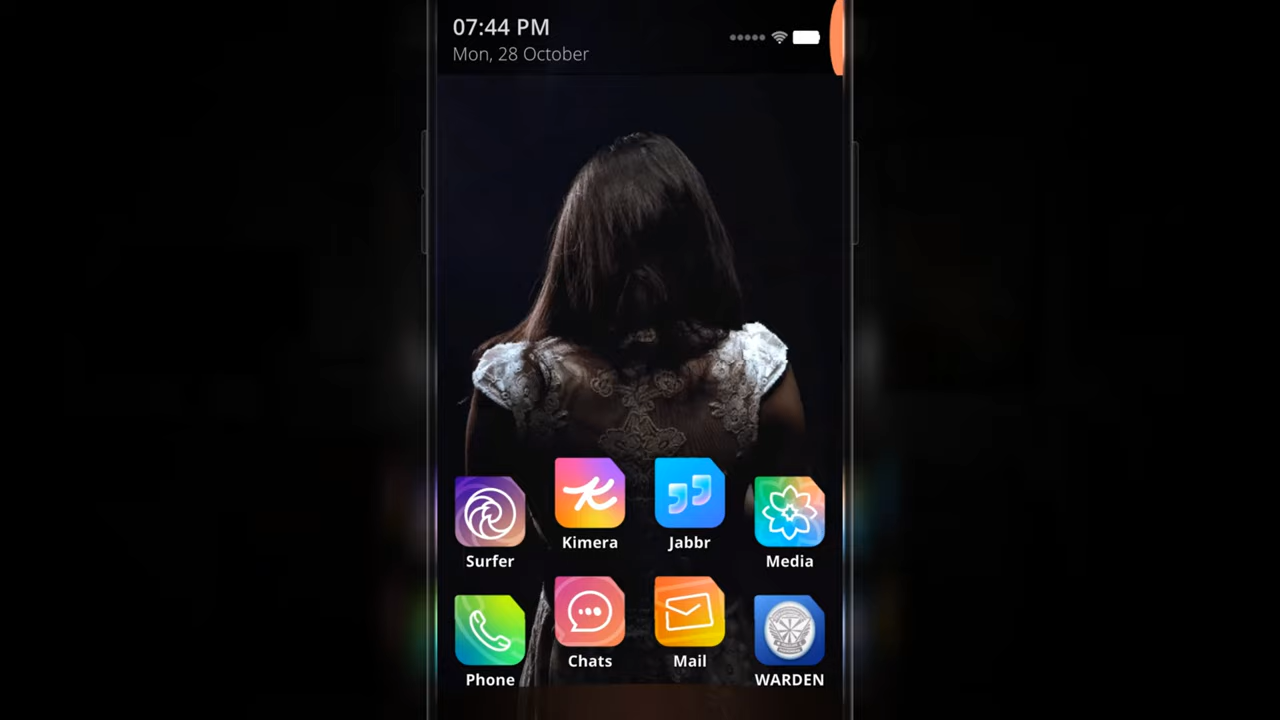 07:44 PM
Mon, 28 October
Surfer
Kimera
Jabbr
Media
Phone
Chats
Mail
WARDEN